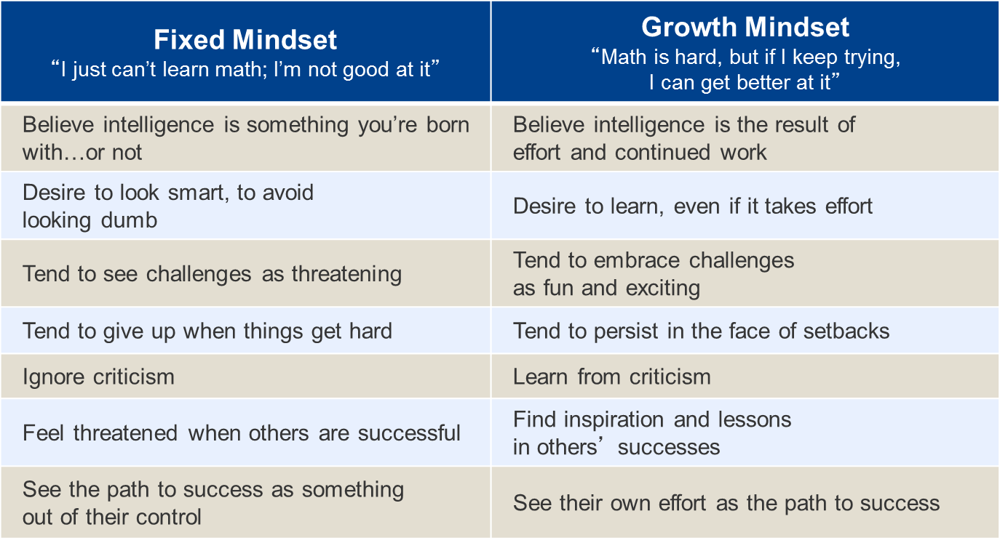 Fixed Mindset
“I just can’t learn math; I’m not good at it”
Growth Mindset
“Math is hard, but if I keep trying,
I can get better at it”
Believe intelligence is something you’re born
with…or not
Believe intelligence is the result of
effort and continued work
Desire to look smart, to avoid
looking dumb
Desire to learn, even if it takes effort
Tend to see challenges as threatening
Tend to embrace challenges
as fun and exciting
Tend to give up when things get hard
Tend to persist in the face of setbacks
Ignore criticism
Learn from criticism
Feel threatened when others are successful
Find inspiration and lessons
in others’ successes
See the path to success as something
out of their control
See their own effort as the path to success